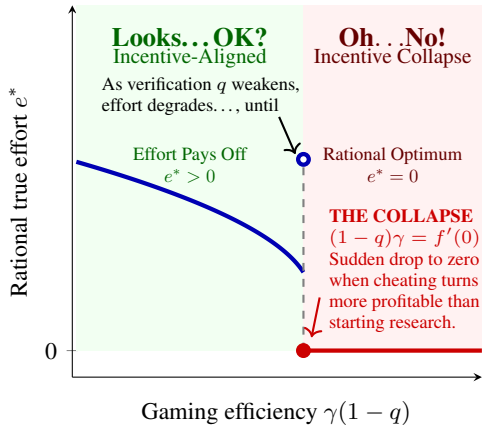 Looks…OK?
Incentive-Aligned
Oh…No!
Incentive Collapse
As verification q weakens,
effort degrades…, until
Effort Pays Off
e* > 0
Rational Optimum
e* = 0
THE COLLAPSE
(1 − q)γ = f′(0)
Sudden drop to zero
when cheating turns
more profitable than
starting research.
Rational true effort e*
0
Gaming efficiency γ(1 − q)